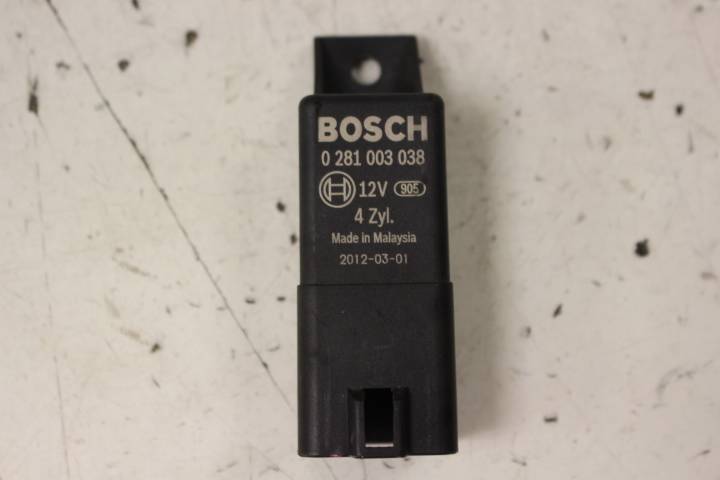 BOSCH
0 281 003 038
12V 905
4 Zyl.
Made in Malaysia
2012-03-01